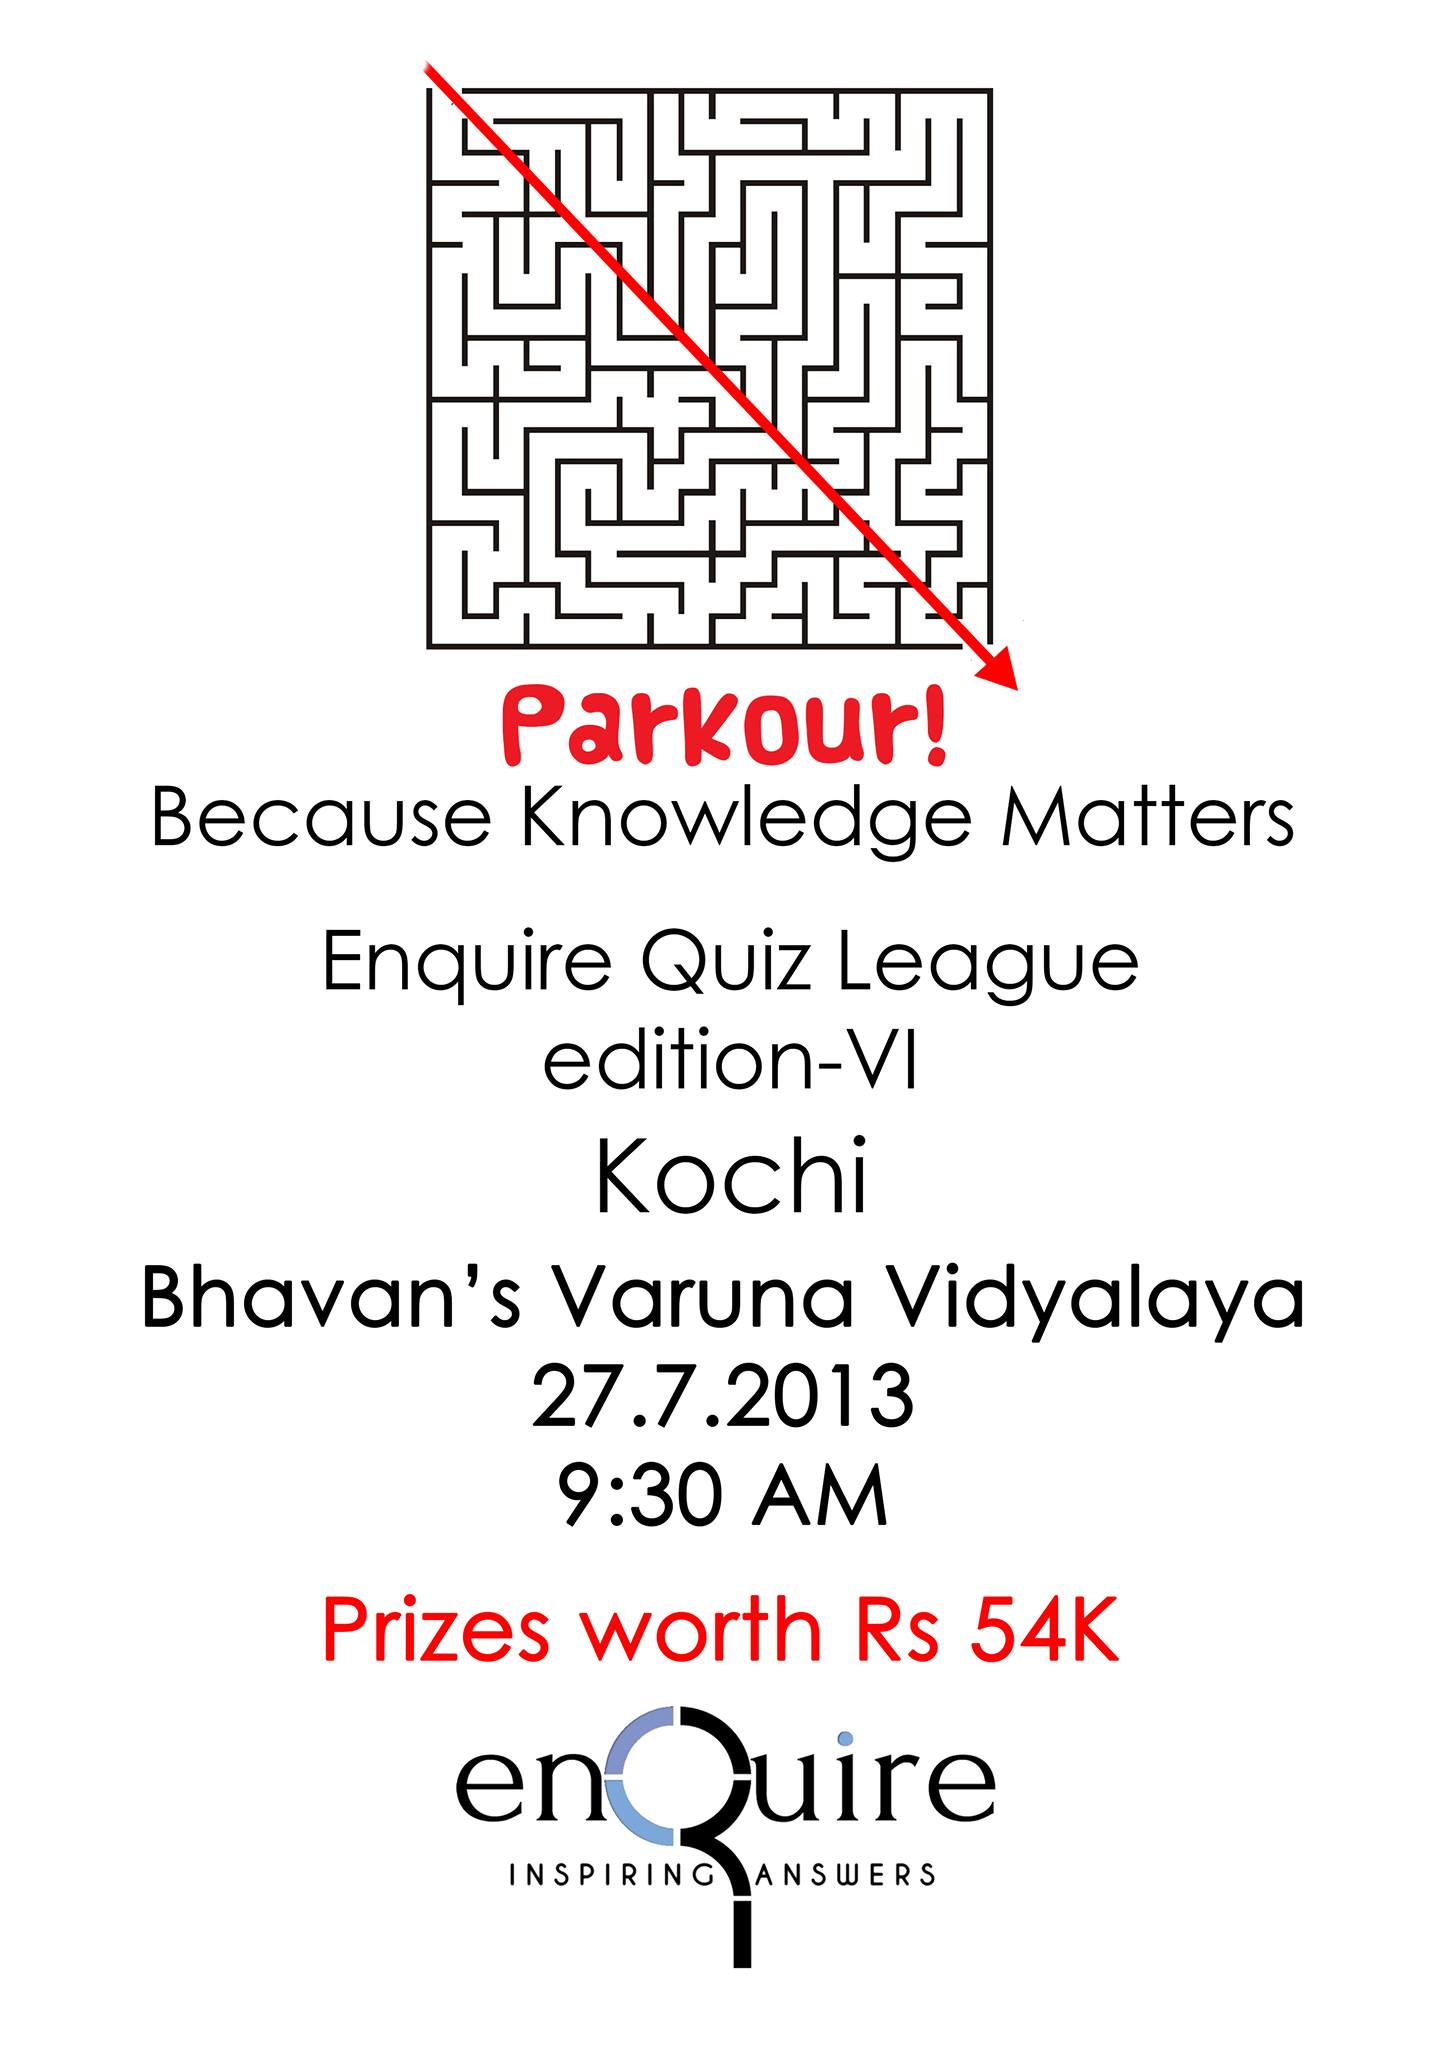 Parkour!
Because Knowledge Matters
Enquire Quiz League
edition-VI
Kochi
Bhavan’s Varuna Vidyalaya
27.7.2013
9:30 AM
Prizes worth Rs 54K
enQuire
INSPIRING ANSWERS